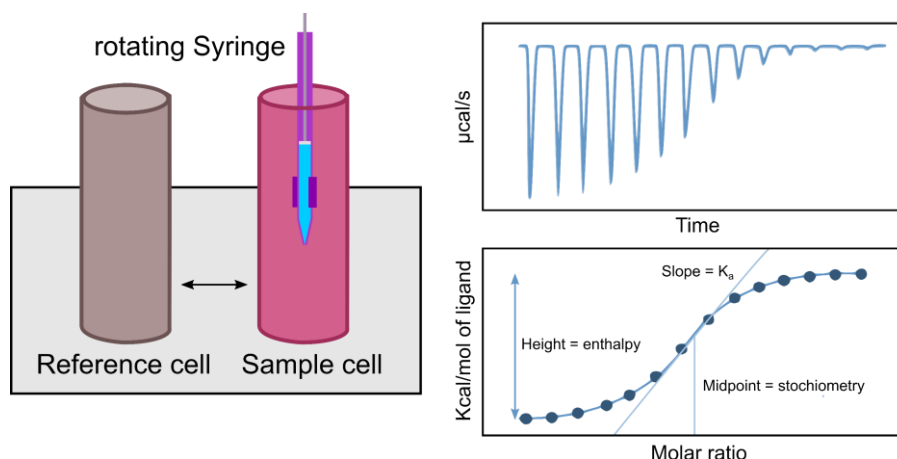 rotating Syringe
Reference cell
Sample cell
µcal/s
Time
Kcal/mol of ligand
Slope = Ka
Height = enthalpy
Midpoint = stochiometry
Molar ratio